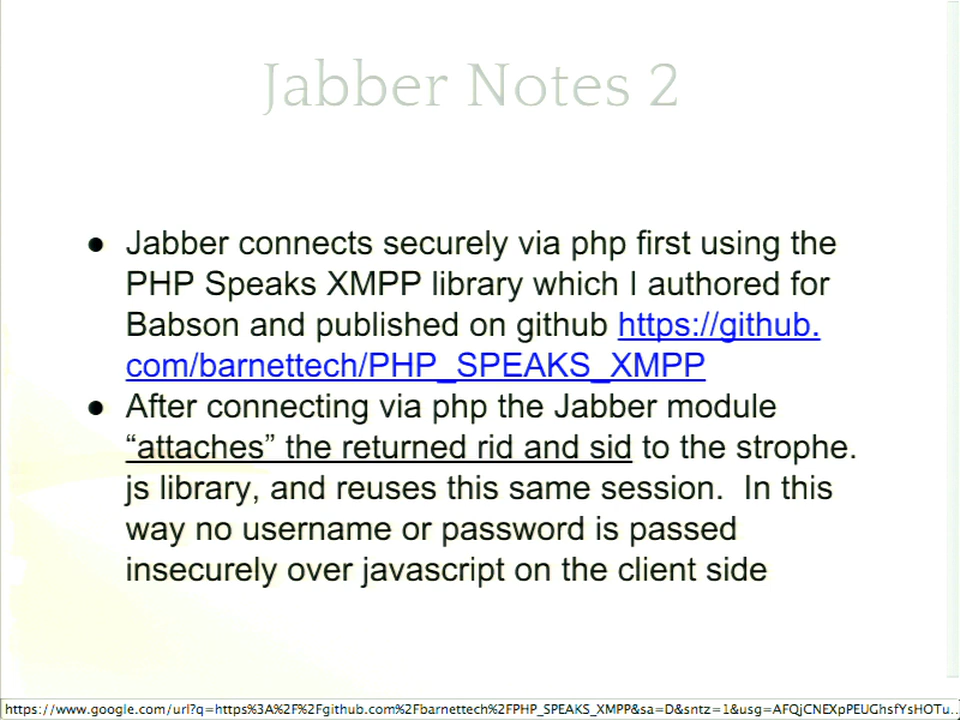 Jabber Notes 2
● Jabber connects securely via php first using the
PHP Speaks XMPP library which I authored for
Babson and published on github https://github.
com/barnettech/PHP_SPEAKS_XMPP
● After connecting via php the Jabber module
“attaches” the returned rid and sid to the strophe.
js library, and reuses this same session.  In this
way no username or password is passed
insecurely over javascript on the client side
https://www.google.com/url?q=https%3A%2F%2Fgithub.com%2Fbarnettech%2FPHP_SPEAKS_XMPP&sa=D&sntz=1&usg=AFQjCNEXpPEUGhsfYsHOTu...